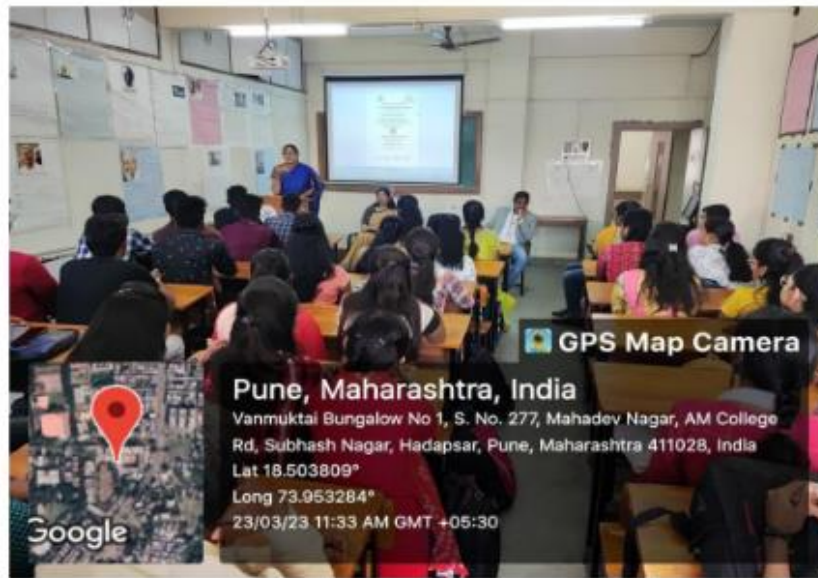 GPS Map Camera
Pune, Maharashtra, India
Vanmuktai Bungalow No 1, S. No. 277, Mahadev Nagar, AM College
Rd, Subhash Nagar, Hadapsar, Pune, Maharashtra 411028, India
Lat 18.503809°
Long 73.953284°
23/03/23 11:33 AM GMT +05:30
Google